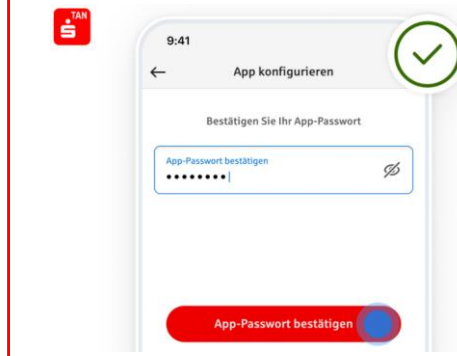 TAN
9:41
App konfigurieren
Bestätigen Sie Ihr App-Passwort
App-Passwort bestätigen
App-Passwort bestätigen